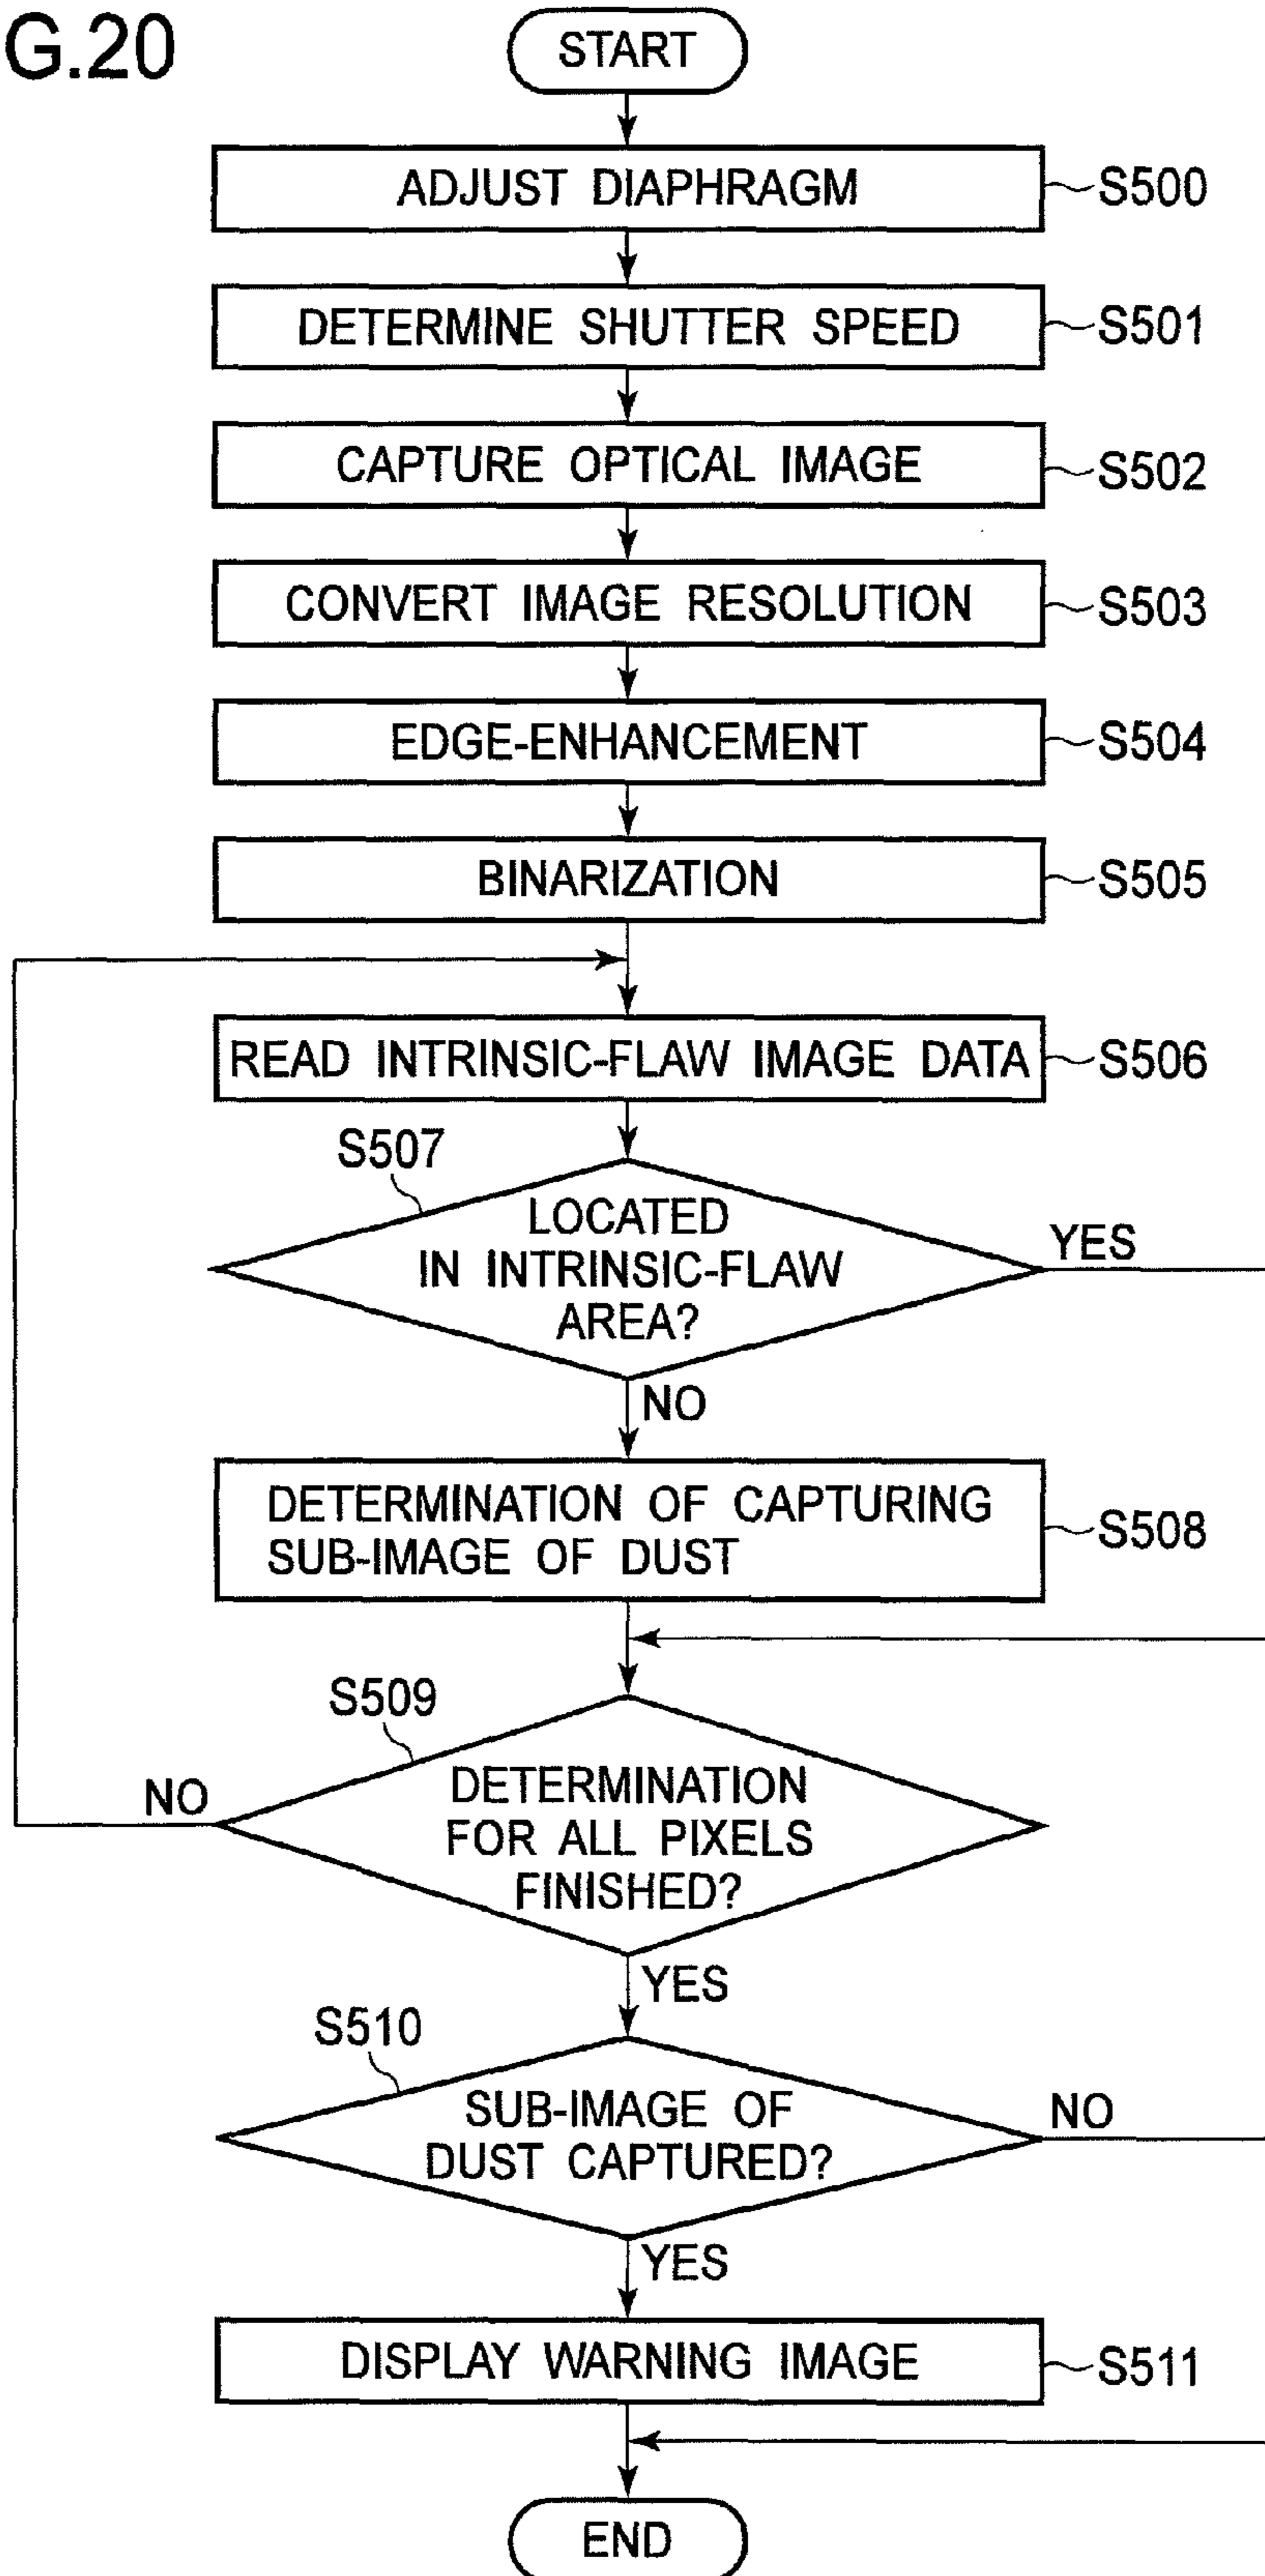 G.20
START
ADJUST DIAPHRAGM
S500
DETERMINE SHUTTER SPEED
S501
CAPTURE OPTICAL IMAGE
S502
CONVERT IMAGE RESOLUTION
S503
EDGE-ENHANCEMENT
S504
BINARIZATION
S505
READ INTRINSIC-FLAW IMAGE DATA
S506
S507
LOCATED
IN INTRINSIC-FLAW
AREA?
YES
NO
DETERMINATION OF CAPTURING
SUB-IMAGE OF DUST
S508
S509
DETERMINATION
FOR ALL PIXELS
FINISHED?
NO
YES
S510
SUB-IMAGE OF
DUST CAPTURED?
NO
YES
DISPLAY WARNING IMAGE
S511
END